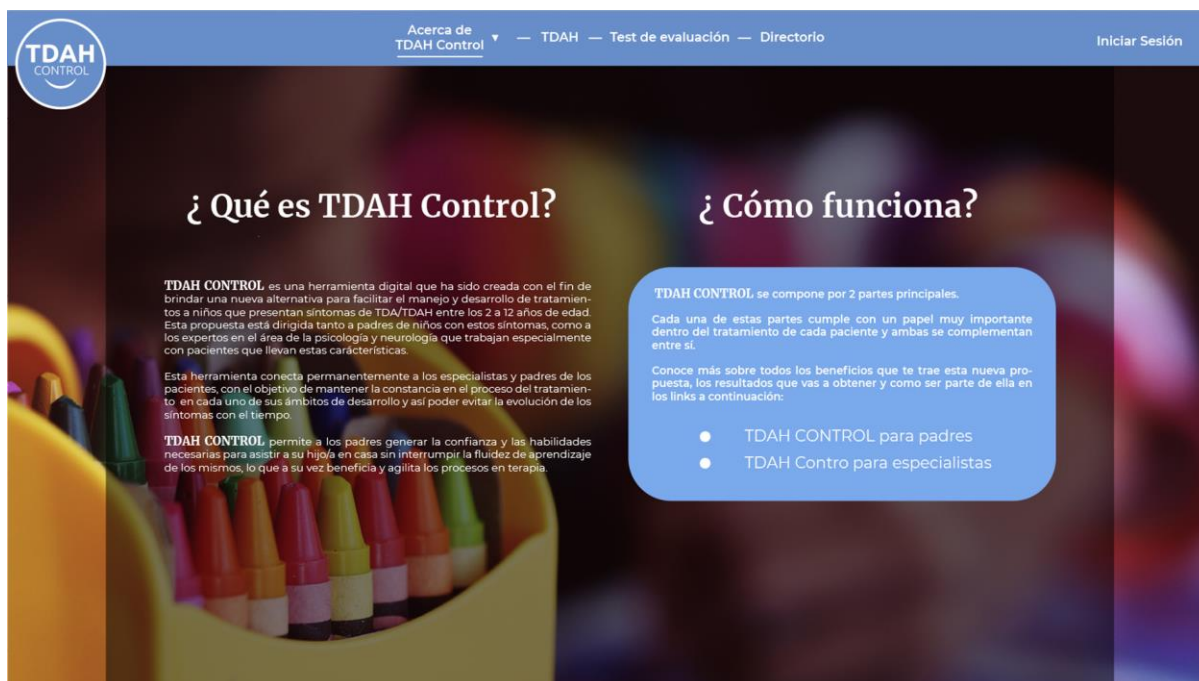 TDAH
CONTROL
Acerca de
TDAH Control ▼ — TDAH — Test de evaluación — Directorio
Iniciar Sesión
¿ Qué es TDAH Control?
TDAH CONTROL es una herramienta digital que ha sido creada con el fin de
brindar una nueva alternativa para facilitar el manejo y desarrollo de tratamien-
tos a niños que presentan síntomas de TDA/TDAH entre los 2 a 12 años de edad.
Esta propuesta está dirigida tanto a padres de niños con estos síntomas, como a
los expertos en el área de la psicología y neurología que trabajan especialmente
con pacientes que llevan estas carácterísticas.
Esta herramienta conecta permanentemente a los especialistas y padres de los
pacientes, con el objetivo de mantener la constancia en el proceso del tratamien-
to en cada uno de sus ámbitos de desarrollo y así poder evitar la evolución de los
síntomas con el tiempo.
TDAH CONTROL permite a los padres generar la confianza y las habilidades
necesarias para asistir a su hijo/a en casa sin interrumpir la fluidez de aprendizaje
de los mismos, lo que a su vez beneficia y agilita los procesos en terapia.
¿ Cómo funciona?
TDAH CONTROL se compone por 2 partes principales.
Cada una de estas partes cumple con un papel muy importante
dentro del tratamiento de cada paciente y ambas se complementan
entre sí.
Conoce más sobre todos los beneficios que te trae esta nueva pro-
puesta, los resultados que vas a obtener y como ser parte de ella en
los links a continuación:
● TDAH CONTROL para padres
● TDAH Contro para especialistas